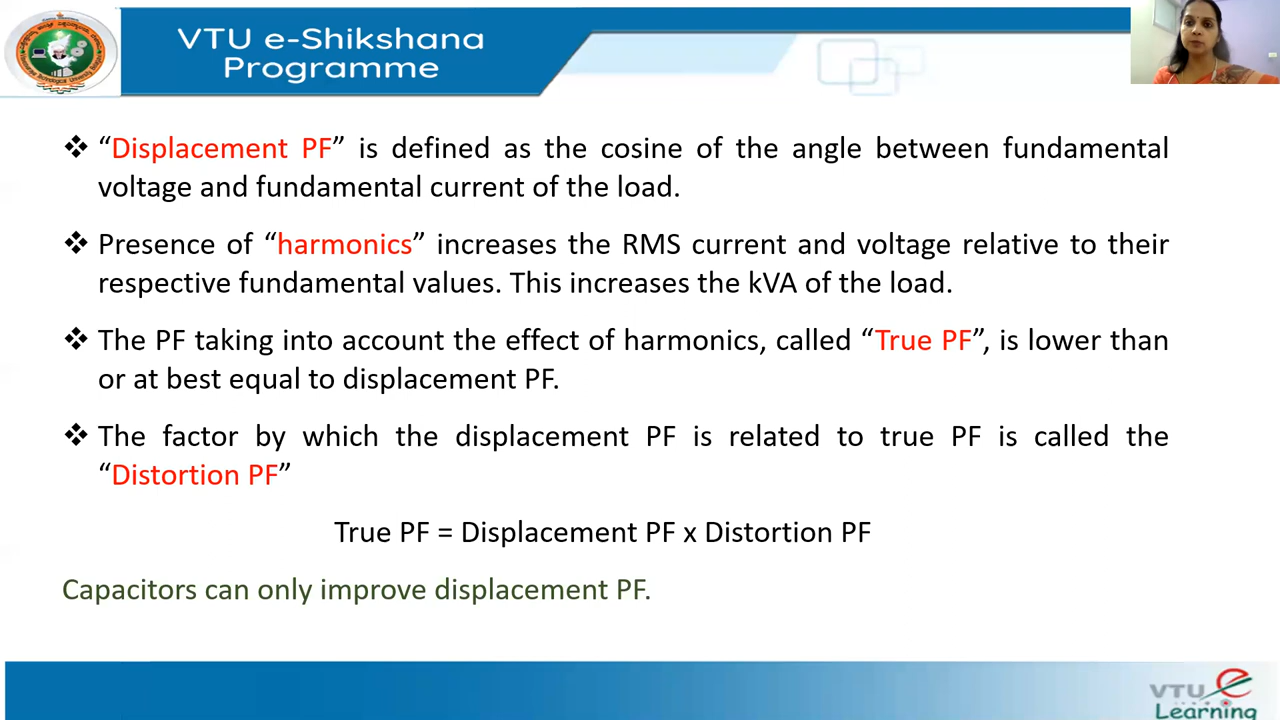 VTU e-Shikshana
Programme
❖ “Displacement PF” is defined as the cosine of the angle between fundamental
voltage and fundamental current of the load.
❖ Presence of “harmonics” increases the RMS current and voltage relative to their
respective fundamental values. This increases the kVA of the load.
❖ The PF taking into account the effect of harmonics, called “True PF”, is lower than
or at best equal to displacement PF.
❖ The factor by which the displacement PF is related to true PF is called the
“Distortion PF”
True PF = Displacement PF x Distortion PF
Capacitors can only improve displacement PF.
VTU e
Learning